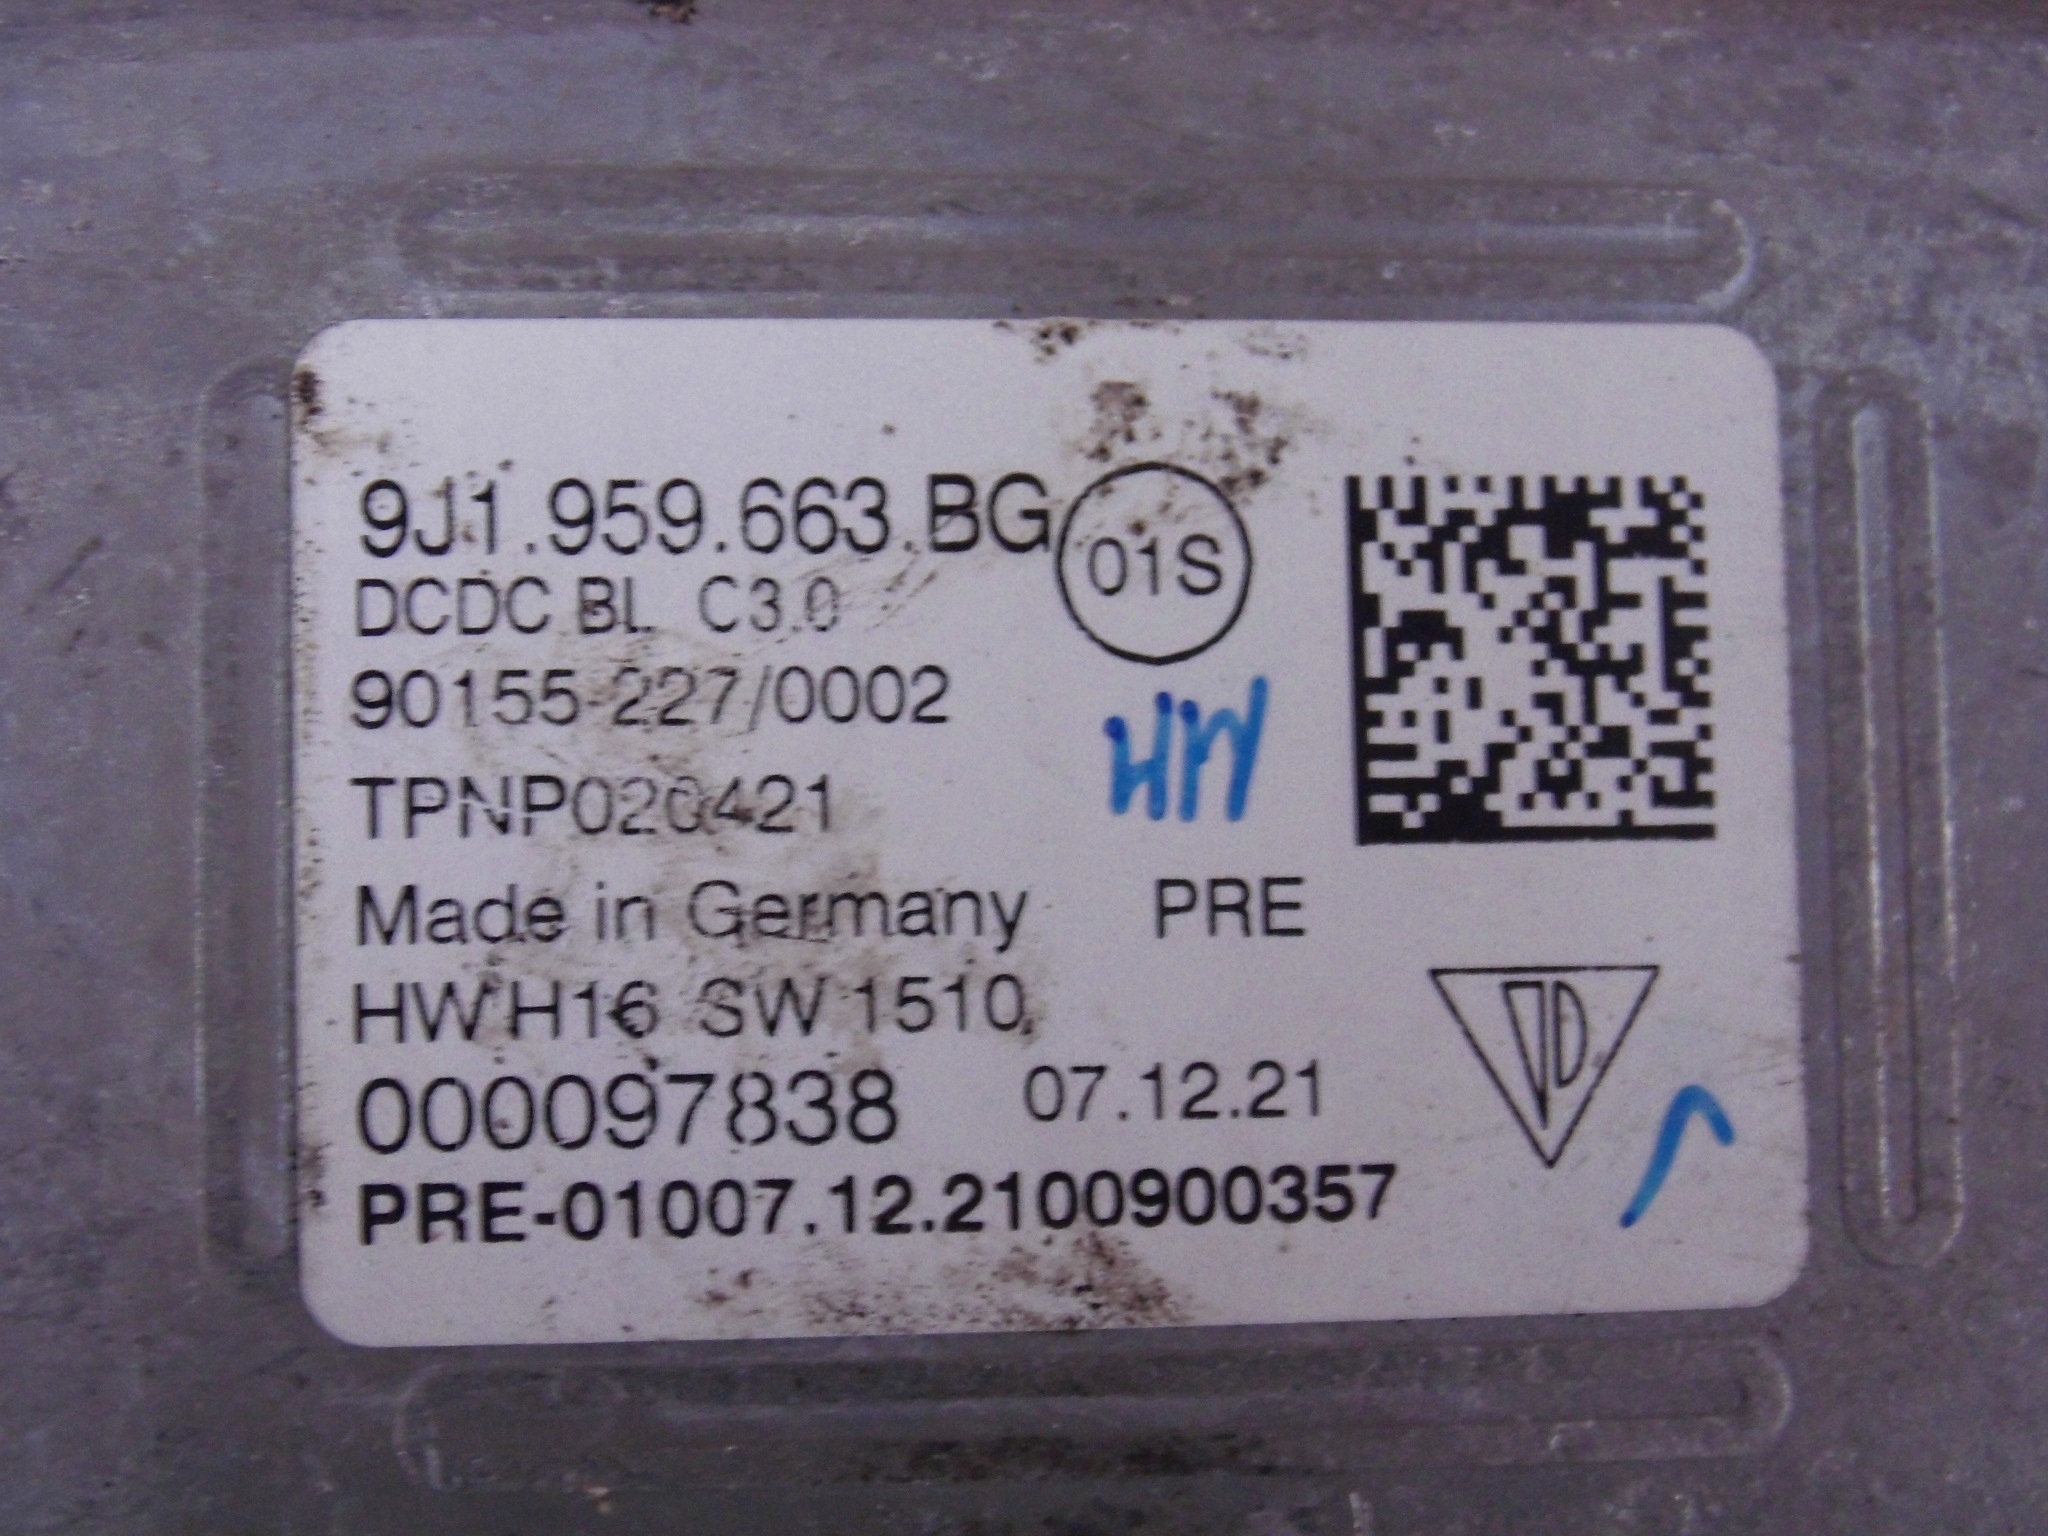 9J1.959.663.BG
01S
DCDC BL C3.0
90155-227/0002
HW
TPNP020421
Made in Germany PRE
HW H16 SW 1510
000097838 07.12.21
PRE-01007.12.2100900357